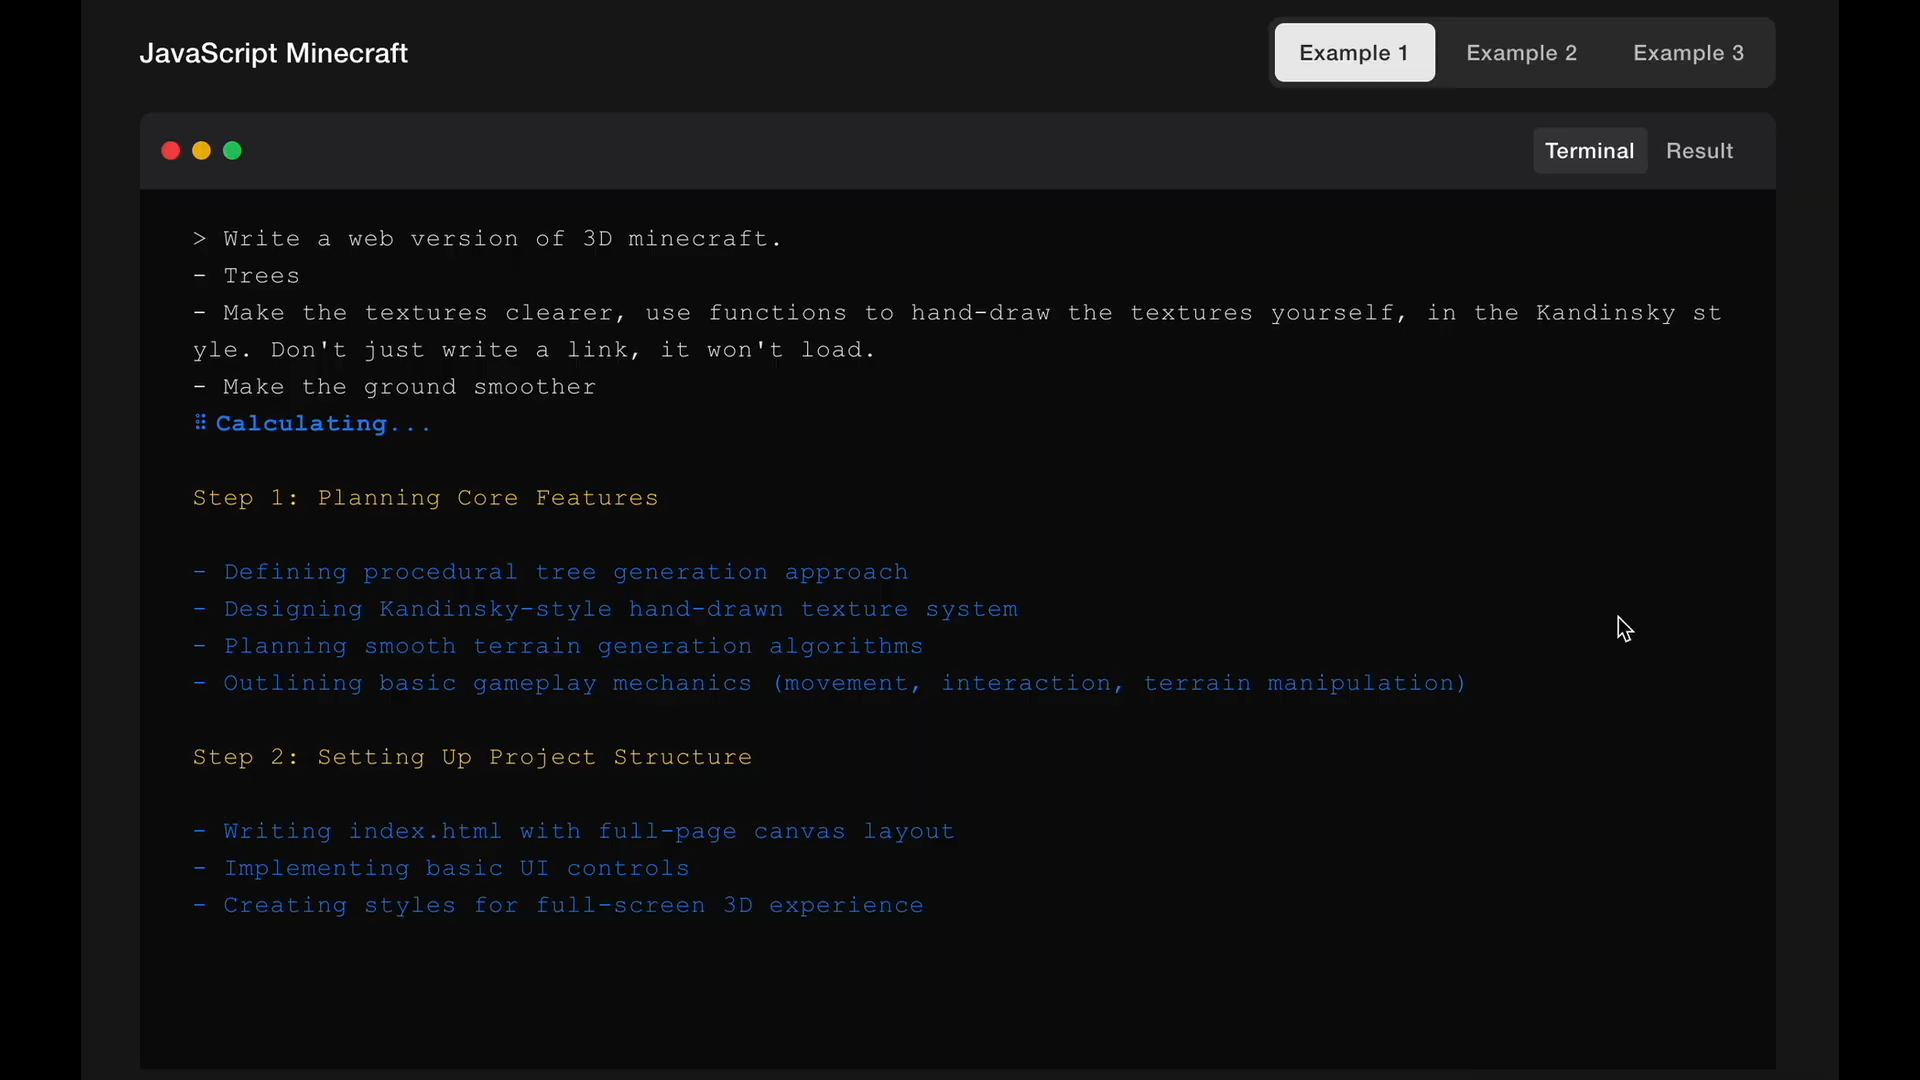 JavaScript Minecraft
Example 1 Example 2 Example 3
Terminal Result
> Write a web version of 3D minecraft.
- Trees
- Make the textures clearer, use functions to hand-draw the textures yourself, in the Kandinsky st
yle. Don't just write a link, it won't load.
- Make the ground smoother
⠿ Calculating...
Step 1: Planning Core Features
- Defining procedural tree generation approach
- Designing Kandinsky-style hand-drawn texture system
- Planning smooth terrain generation algorithms
- Outlining basic gameplay mechanics (movement, interaction, terrain manipulation)
Step 2: Setting Up Project Structure
- Writing index.html with full-page canvas layout
- Implementing basic UI controls
- Creating styles for full-screen 3D experience